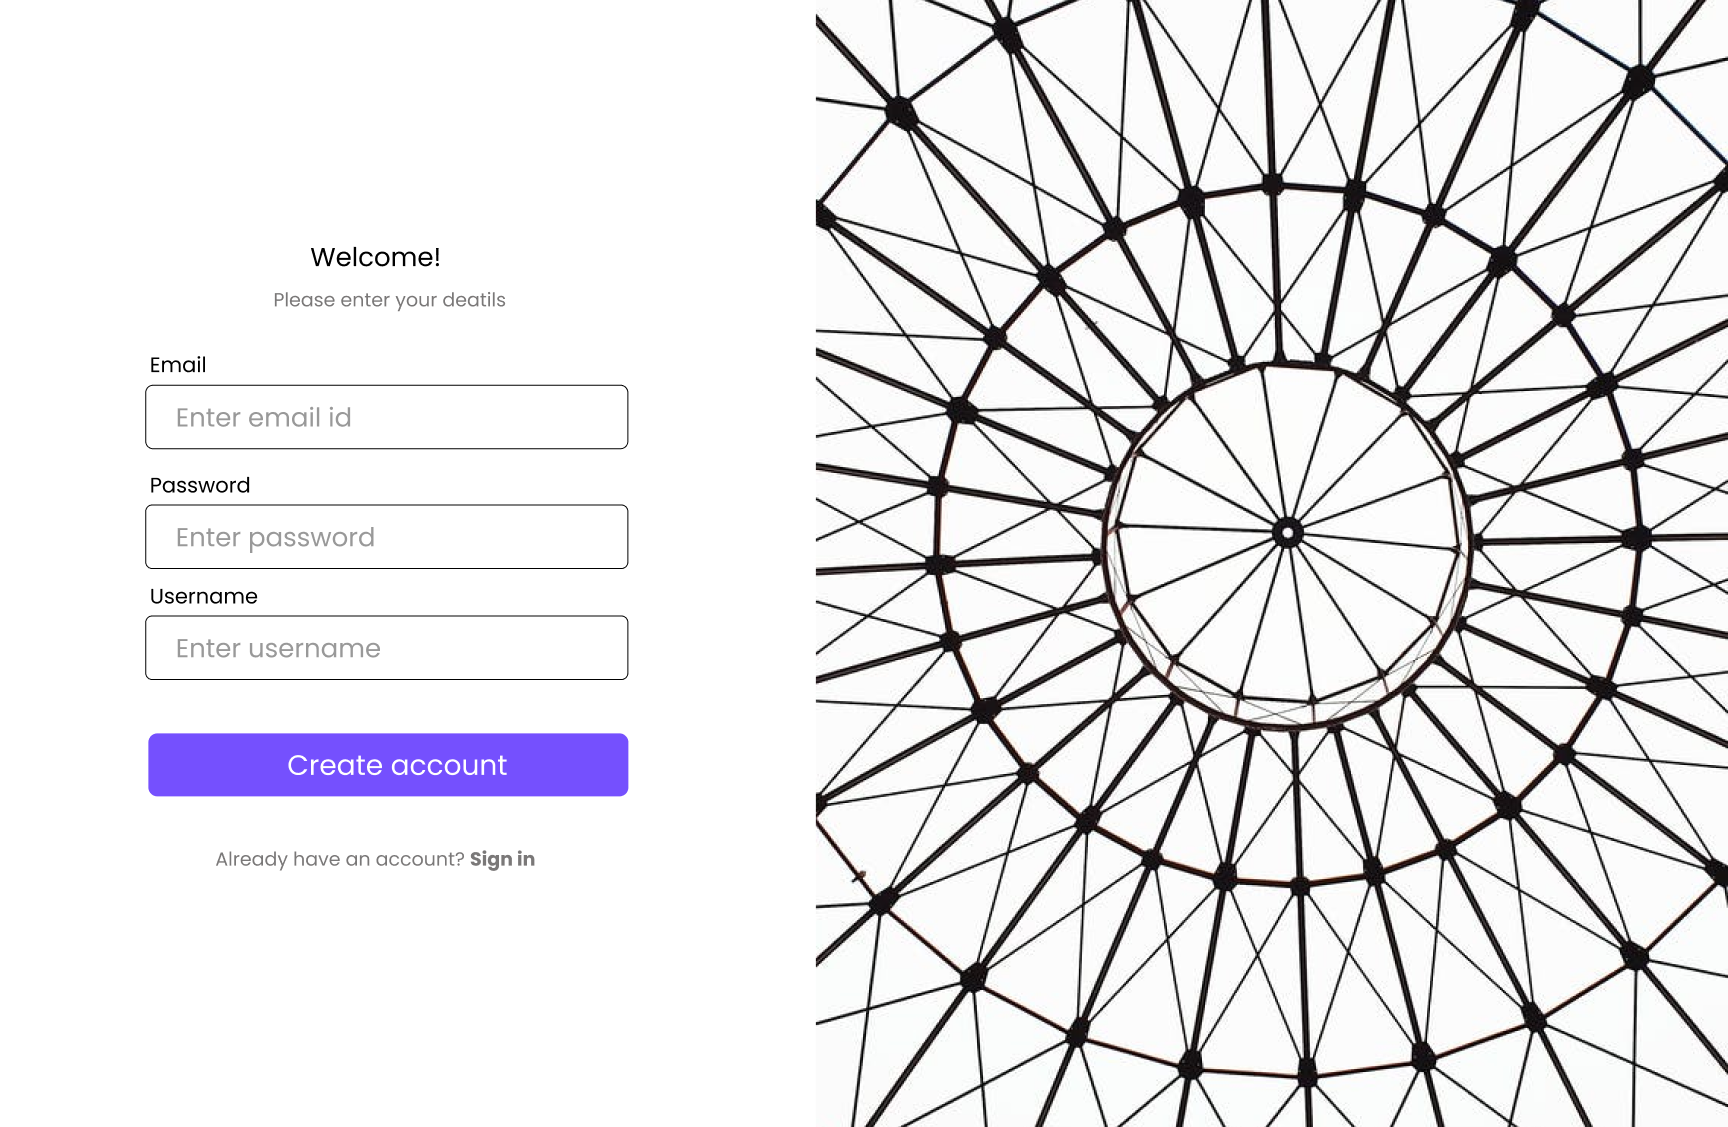 Welcome!
Please enter your deatils
Email
Enter email id
Password
Enter password
Username
Enter username
Create account
Already have an account? Sign in